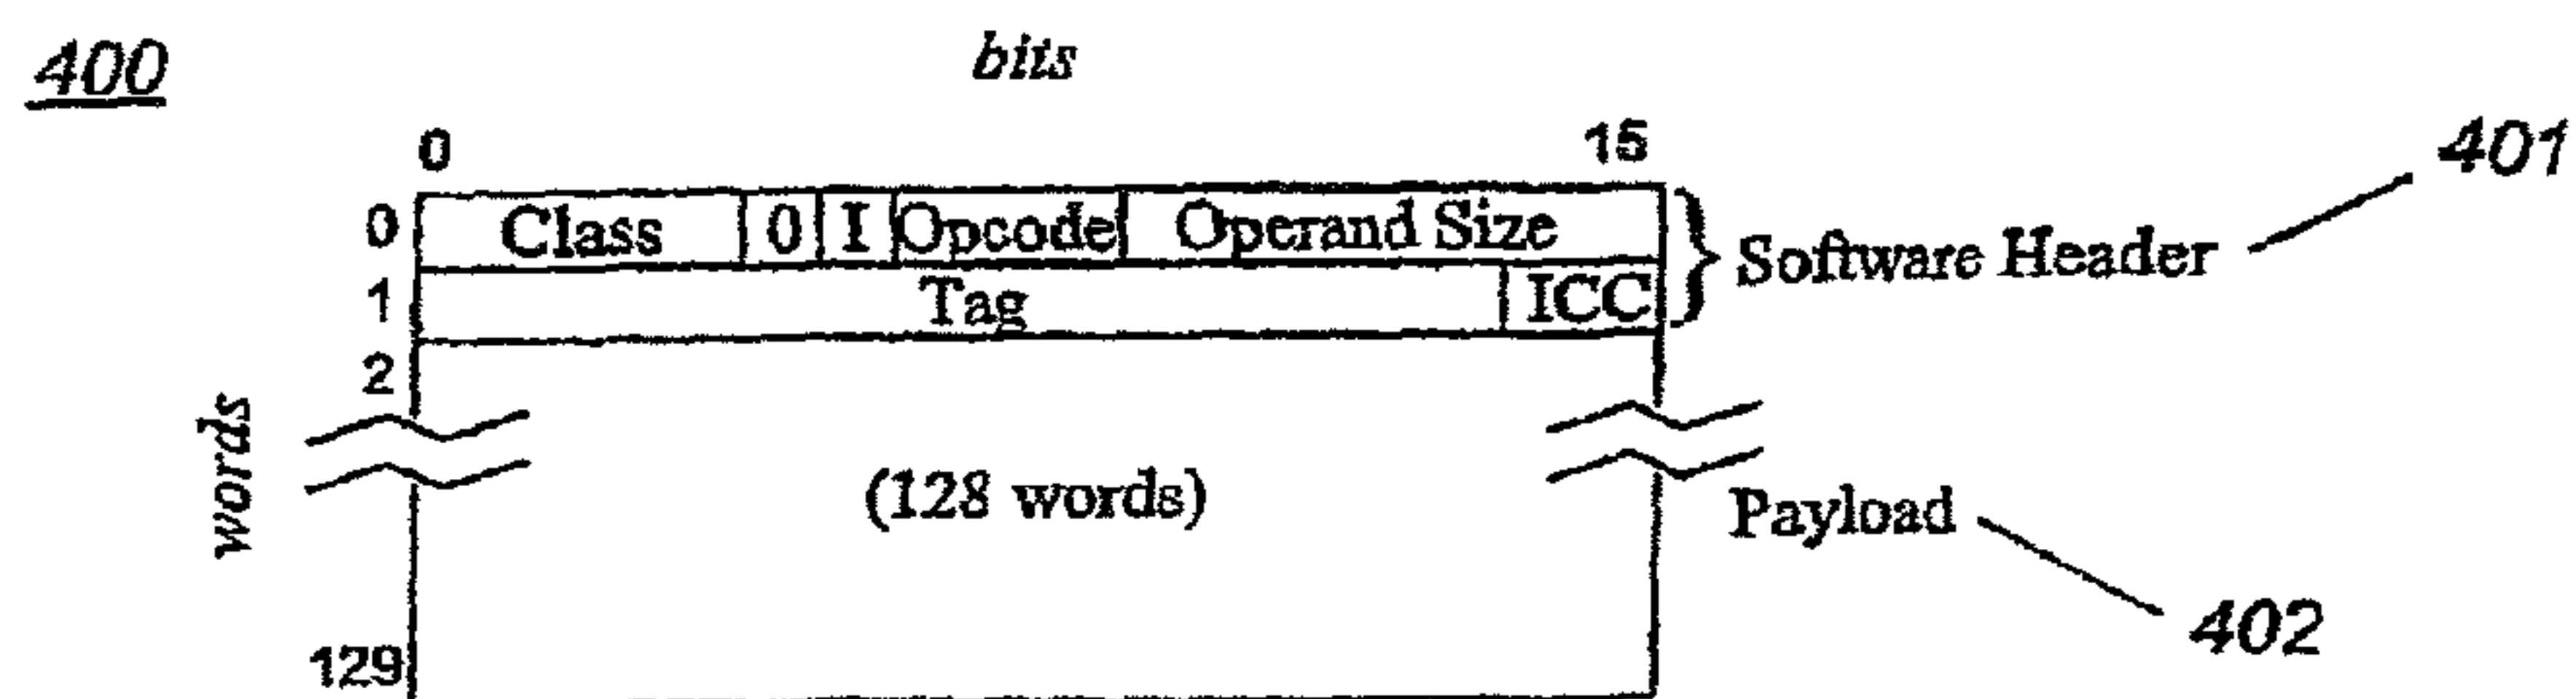 400
bits
0 15
401
0 Class 0 I Opcode Operand Size
Software Header
1 Tag ICC
2
words
(128 words)
Payload
129
402